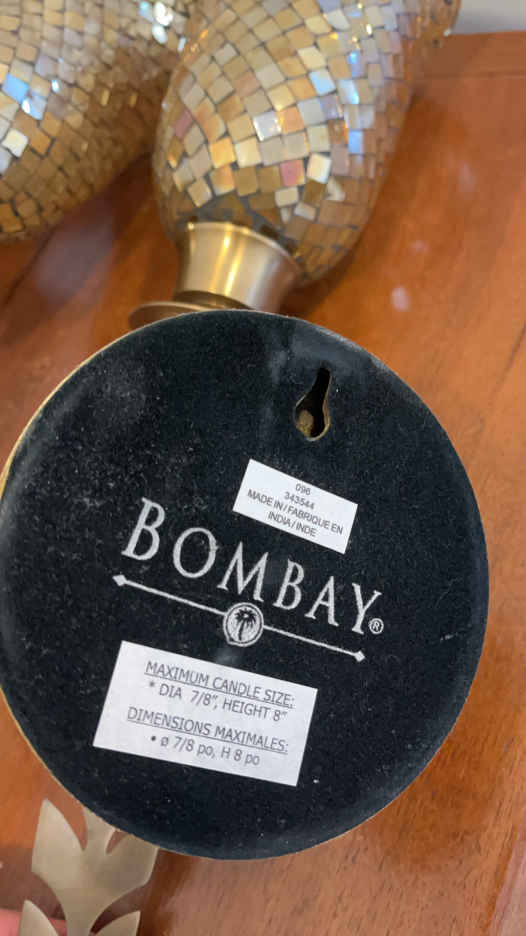 096
343544
MADE IN / FABRIQUE EN
INDIA / INDE
BOMBAY®
MAXIMUM CANDLE SIZE:
* DIA 7/8", HEIGHT 8"
DIMENSIONS MAXIMALES:
• ø 7/8 po, H 8 po